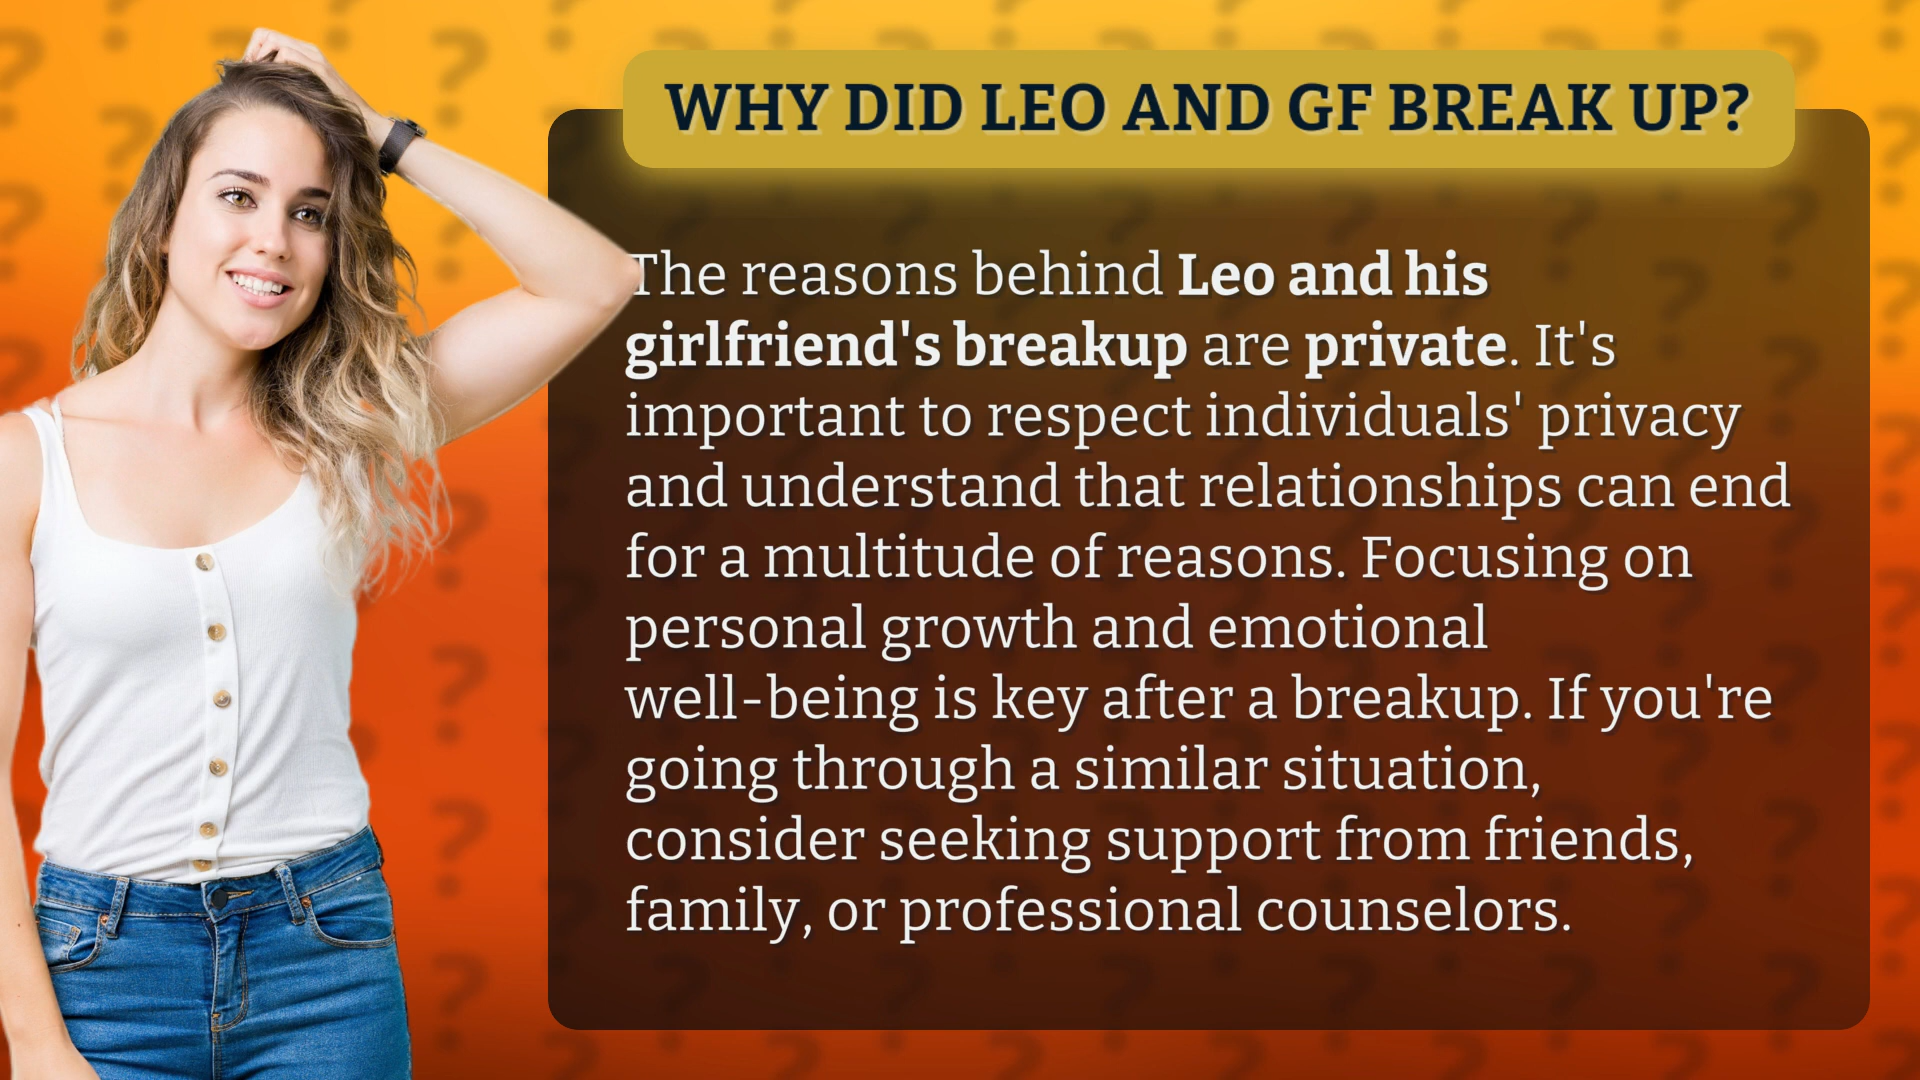 WHY DID LEO AND GF BREAK UP?
The reasons behind Leo and his
girlfriend's breakup are private. It's
important to respect individuals' privacy
and understand that relationships can end
for a multitude of reasons. Focusing on
personal growth and emotional
well-being is key after a breakup. If you're
going through a similar situation,
consider seeking support from friends,
family, or professional counselors.